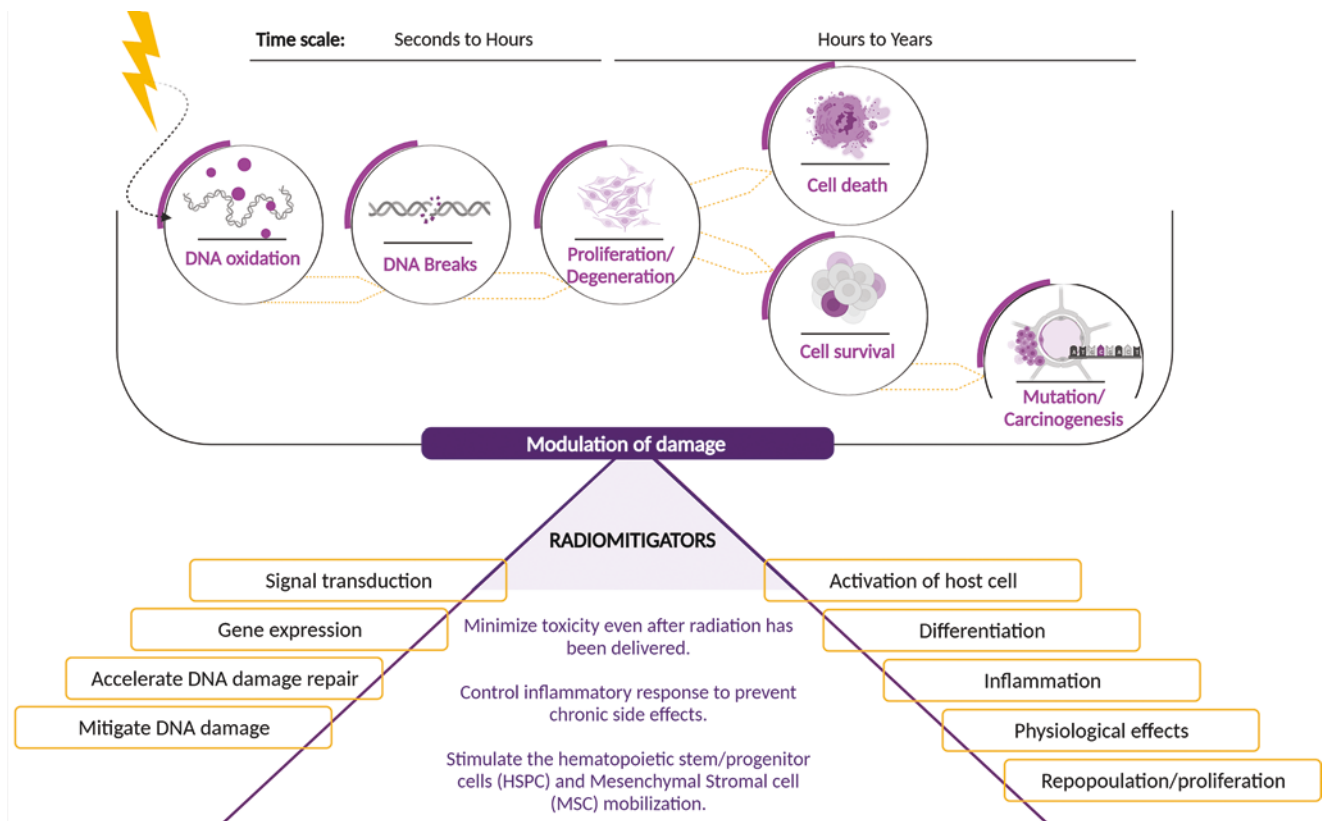 Time scale: Seconds to Hours Hours to Years
Cell death
DNA oxidation
DNA Breaks
Proliferation/
Degeneration
Cell survival
Mutation/
Carcinogenesis
Modulation of damage
RADIOMITIGATORS
Signal transduction
Gene expression
Accelerate DNA damage repair
Mitigate DNA damage
Minimize toxicity even after radiation has
been delivered.
Control inflammatory response to prevent
chronic side effects.
Stimulate the hematopoietic stem/progenitor
cells (HSPC) and Mesenchymal Stromal cell
(MSC) mobilization.
Activation of host cell
Differentiation
Inflammation
Physiological effects
Repopoulation/proliferation